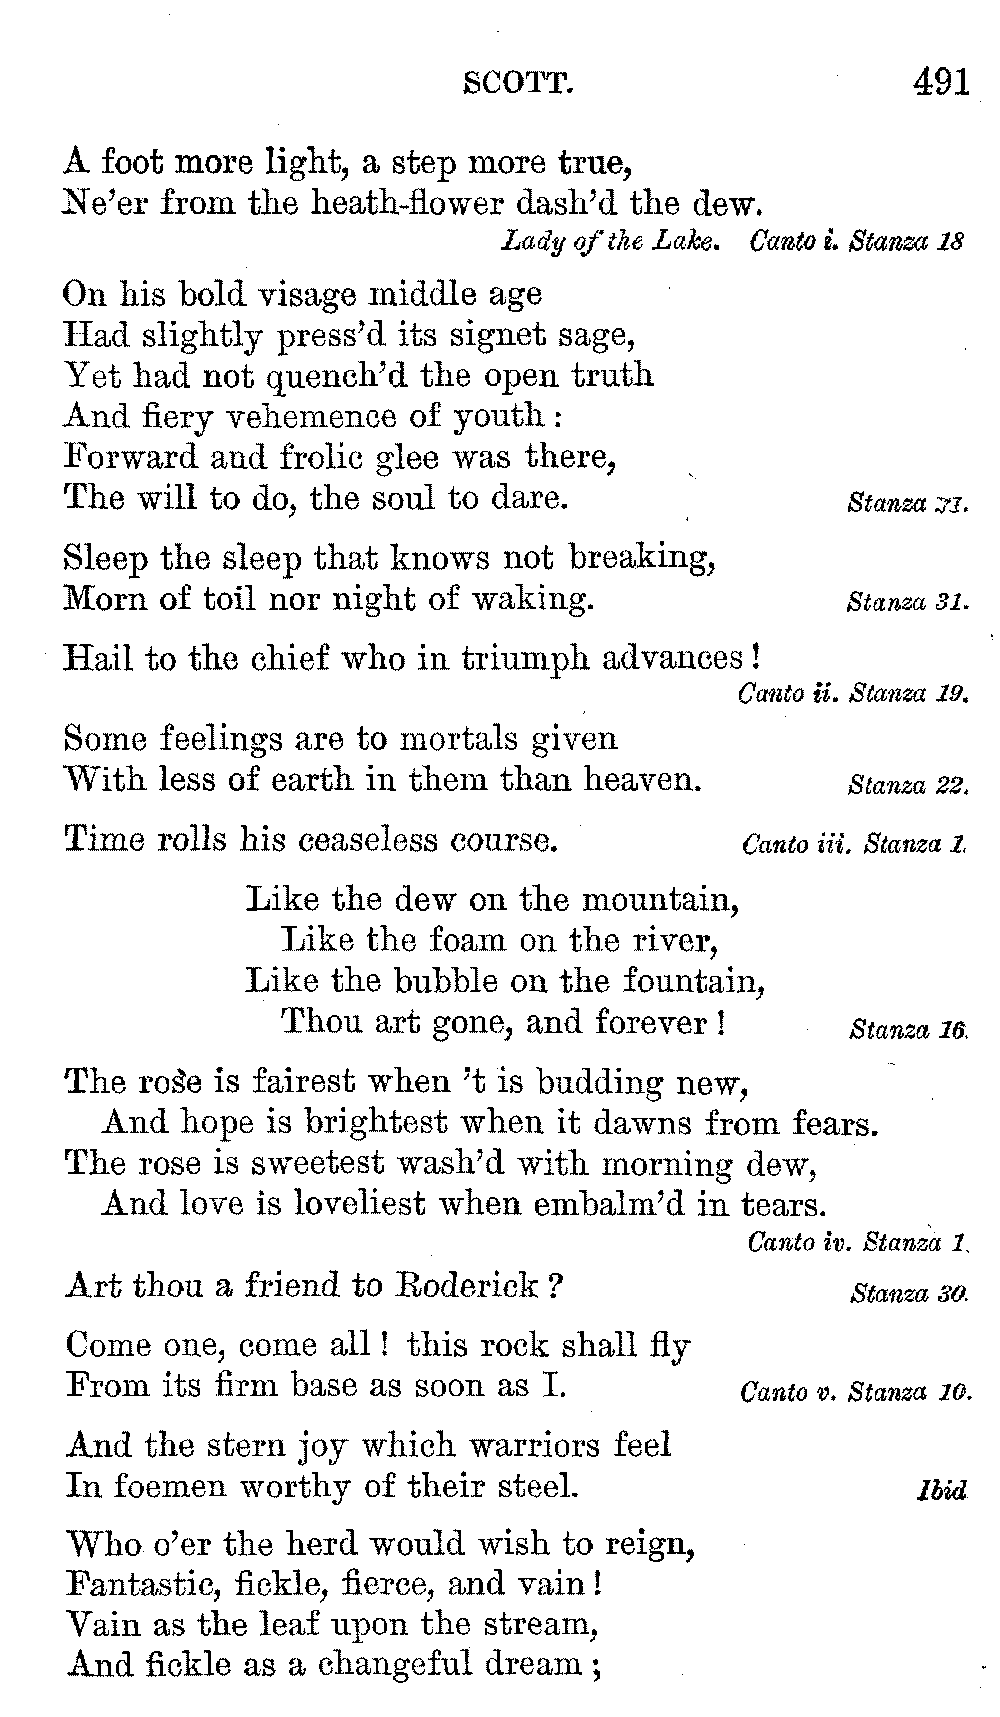 SCOTT. 491
A foot more light, a step more true,
Ne'er from the heath-flower dash'd the dew.
Lady of the Lake. Canto i. Stanza 18
On his bold visage middle age
Had slightly press'd its signet sage,
Yet had not quench'd the open truth
And fiery vehemence of youth :
Forward and frolic glee was there,
The will to do, the soul to dare. Stanza
Sleep the sleep that knows not breaking,
Morn of toil nor night of waking. Stanza 31.
Hail to the chief who in triumph advances !
Canto ii. Stanza 19.
Some feelings are to mortals given
With less of earth in them than heaven. Stanza 22.
Time rolls his ceaseless course. Canto iii. Stanza 1.
Like the dew on the mountain,
Like the foam on the river,
Like the bubble on the fountain,
Thou art gone, and forever ! Stanza 16.
The rose is fairest when 't is budding new,
And hope is brightest when it dawns from fears.
The rose is sweetest wash'd with morning dew,
And love is loveliest when embalm'd in tears.
Canto iv. Stanza 1.
Art thou a friend to Roderick ? Stanza 30.
Come one, come all ! this rock shall fly
From its firm base as soon as I. Canto v. Stanza 10.
And the stern joy which warriors feel
In foemen worthy of their steel. Ibid
Who o'er the herd would wish to reign,
Fantastic, fickle, fierce, and vain !
Vain as the leaf upon the stream,
And fickle as a changeful dream ;